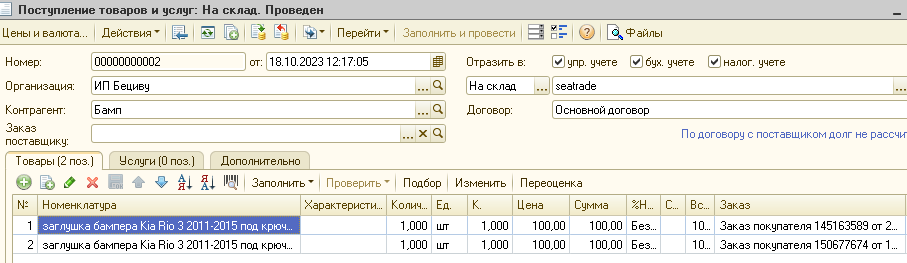 Поступление товаров и услуг: На склад. Проведен
Цены и валюта... Действия Перейти Заполнить и провести Файлы
Номер: 00000000002 от: 18.10.2023 12:17:05 Отразить в: упр. учете бух. учете налог. учете
Организация: ИП Бециву ... На склад ... seatrade ...
Контрагент: Бамп ... Договор: Основной договор
Заказ поставщику: ... По договору с поставщиком долг не рассчит
Товары (2 поз.) Услуги (0 поз.) Дополнительно
Заполнить Проверить Подбор Изменить Переоценка
№ Номенклатура Характеристи... Колич... Ед. К. Цена Сумма %Н... С... Вс... Заказ
1 заглушка бампера Kia Rio 3 2011-2015 под крюч... 1,000 шт 1,000 100,00 100,00 Без... 10... Заказ покупателя 145163589 от 2...
2 заглушка бампера Kia Rio 3 2011-2015 под крюч... 1,000 шт 1,000 100,00 100,00 Без... 10... Заказ покупателя 150677674 от 1...